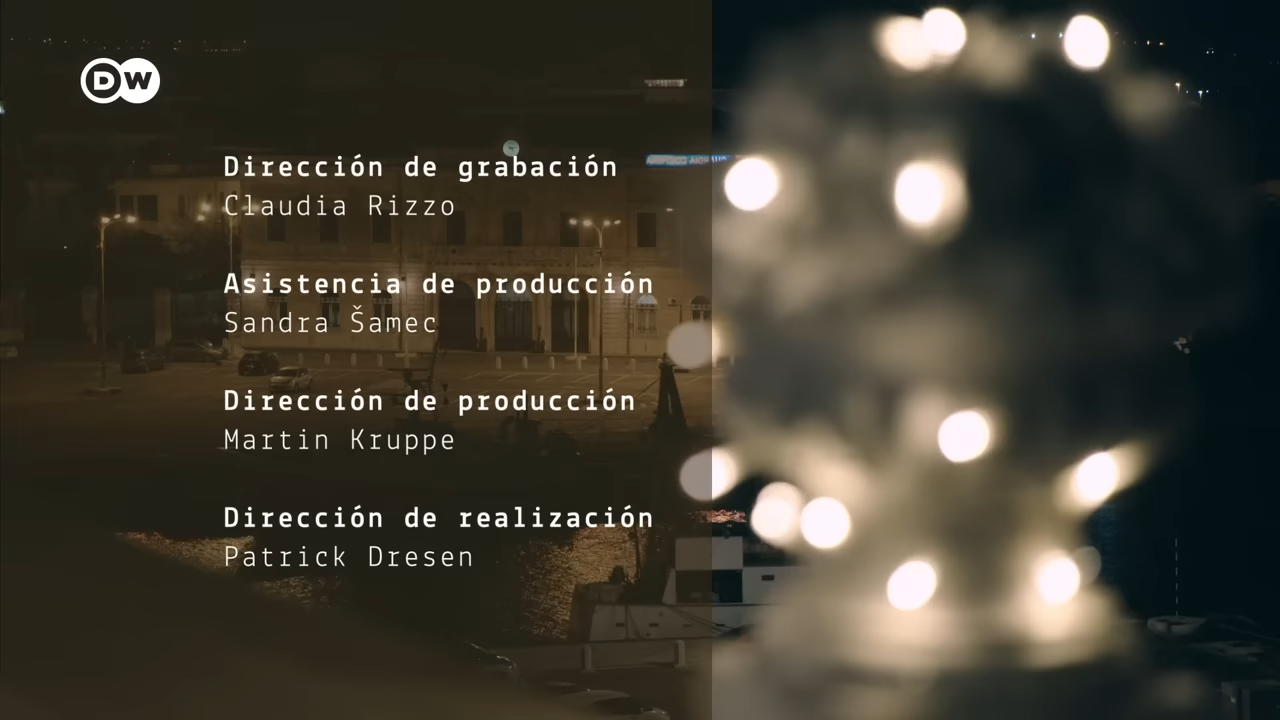 DW
Dirección de grabación
Claudia Rizzo
Asistencia de producción
Sandra Šamec
Dirección de producción
Martin Kruppe
Dirección de realización
Patrick Dresen